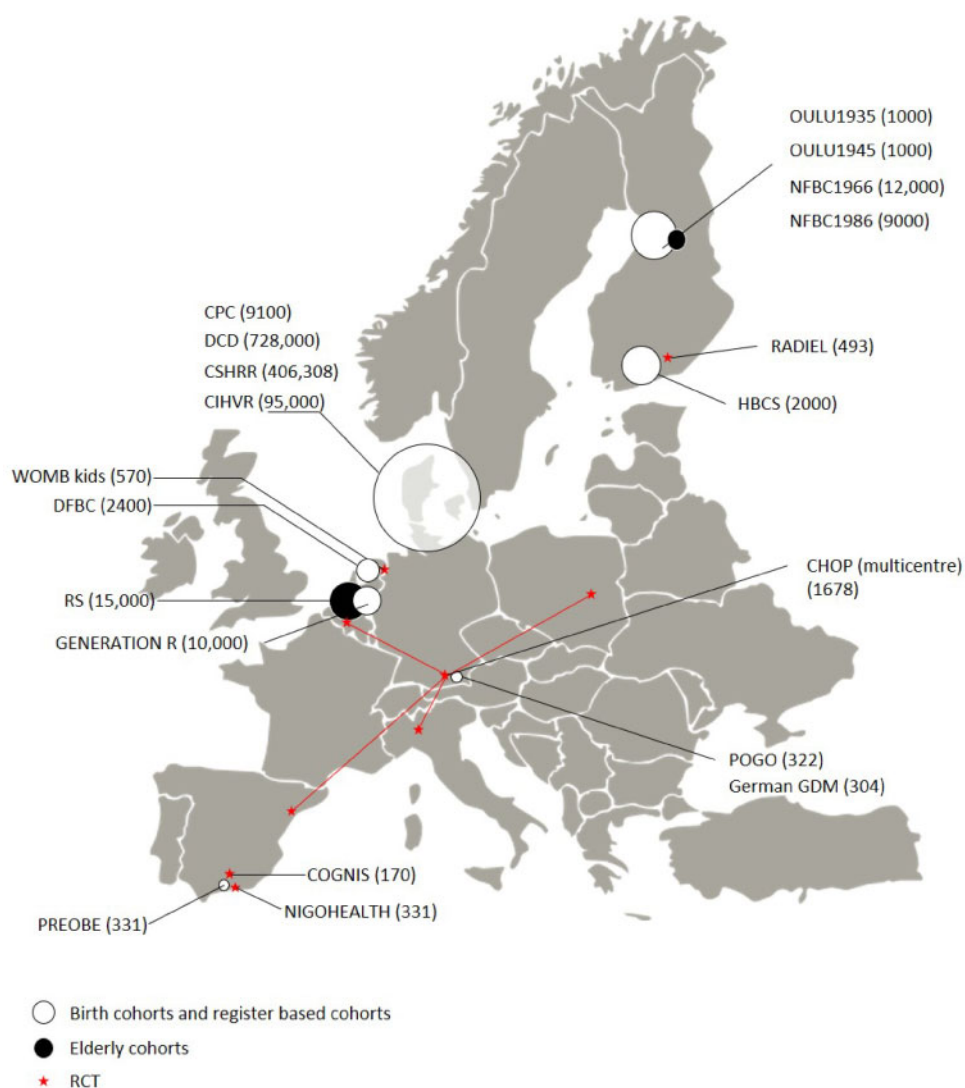 OULU1935 (1000)
OULU1945 (1000)
NFBC1966 (12,000)
NFBC1986 (9000)
CPC (9100)
DCD (728,000)
CSHRR (406,308)
CIHVR (95,000)
RADIEL (493)
HBCS (2000)
WOMB kids (570)
DFBC (2400)
CHOP (multicentre)
(1678)
RS (15,000)
GENERATION R (10,000)
POGO (322)
German GDM (304)
COGNIS (170)
NIGOHEALTH (331)
PREOBE (331)
Birth cohorts and register based cohorts
Elderly cohorts
RCT